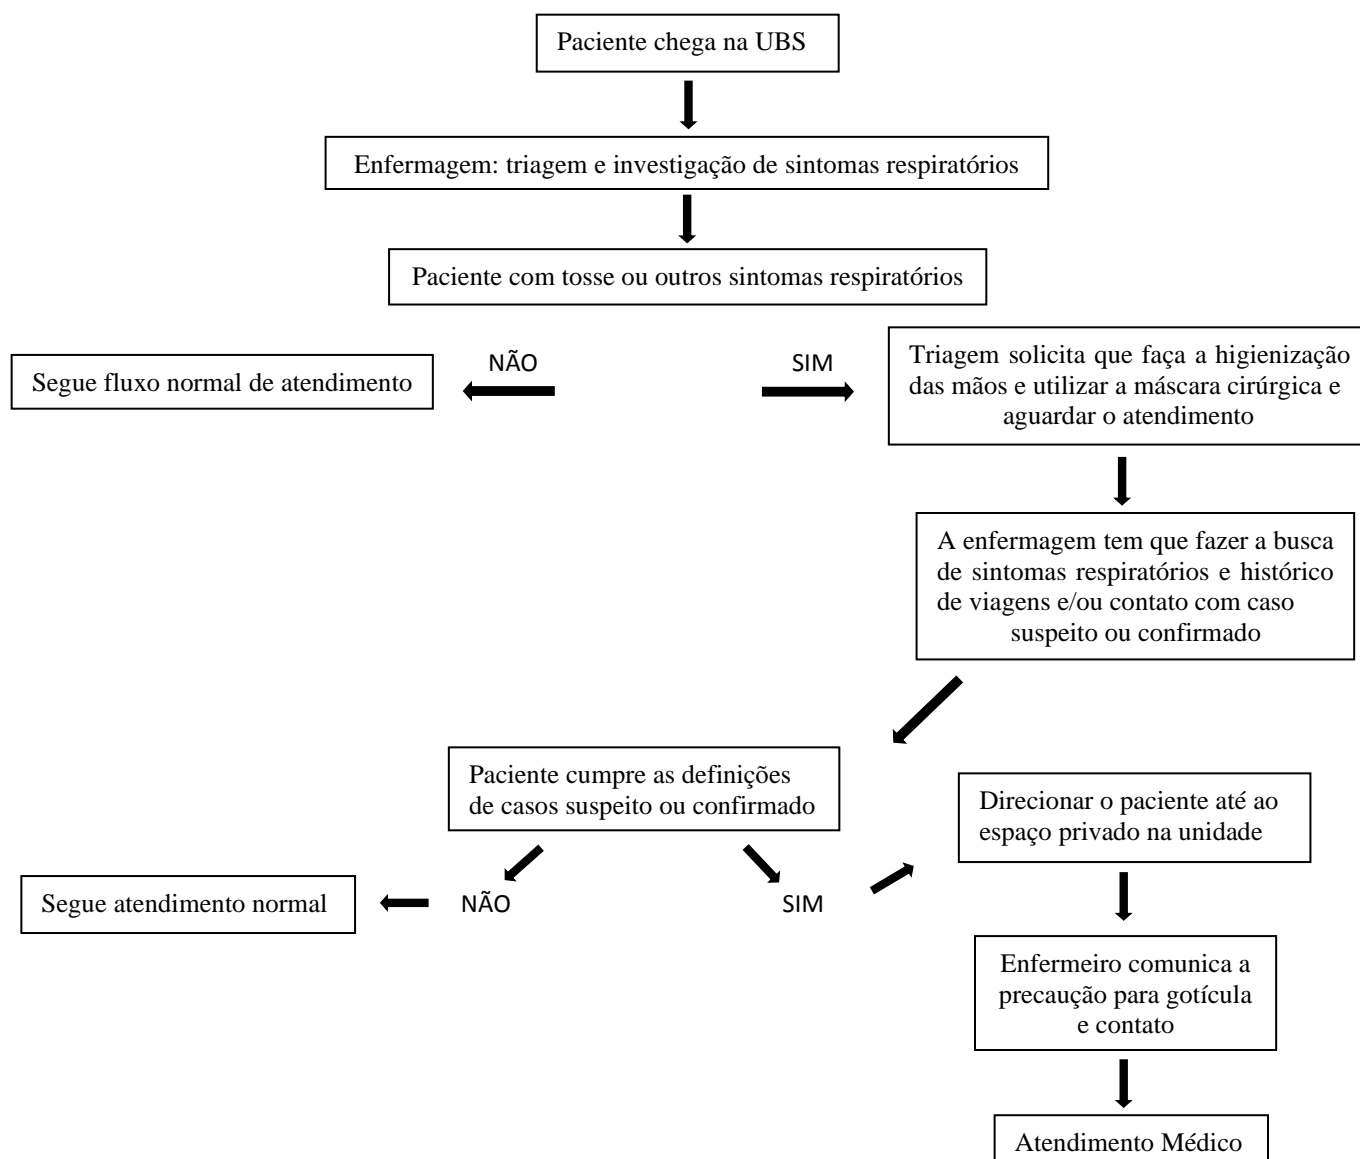 Paciente chega na UBS
Enfermagem: triagem e investigação de sintomas respiratórios
Paciente com tosse ou outros sintomas respiratórios
NÃO
SIM
Segue fluxo normal de atendimento
Triagem solicita que faça a higienização
das mãos e utilizar a máscara cirúrgica e
aguardar o atendimento
A enfermagem tem que fazer a busca
de sintomas respiratórios e histórico
de viagens e/ou contato com caso
suspeito ou confirmado
Paciente cumpre as definições
de casos suspeito ou confirmado
Direcionar o paciente até ao
espaço privado na unidade
Segue atendimento normal
NÃO
SIM
Enfermeiro comunica a
precaução para gotícula
e contato
Atendimento Médico